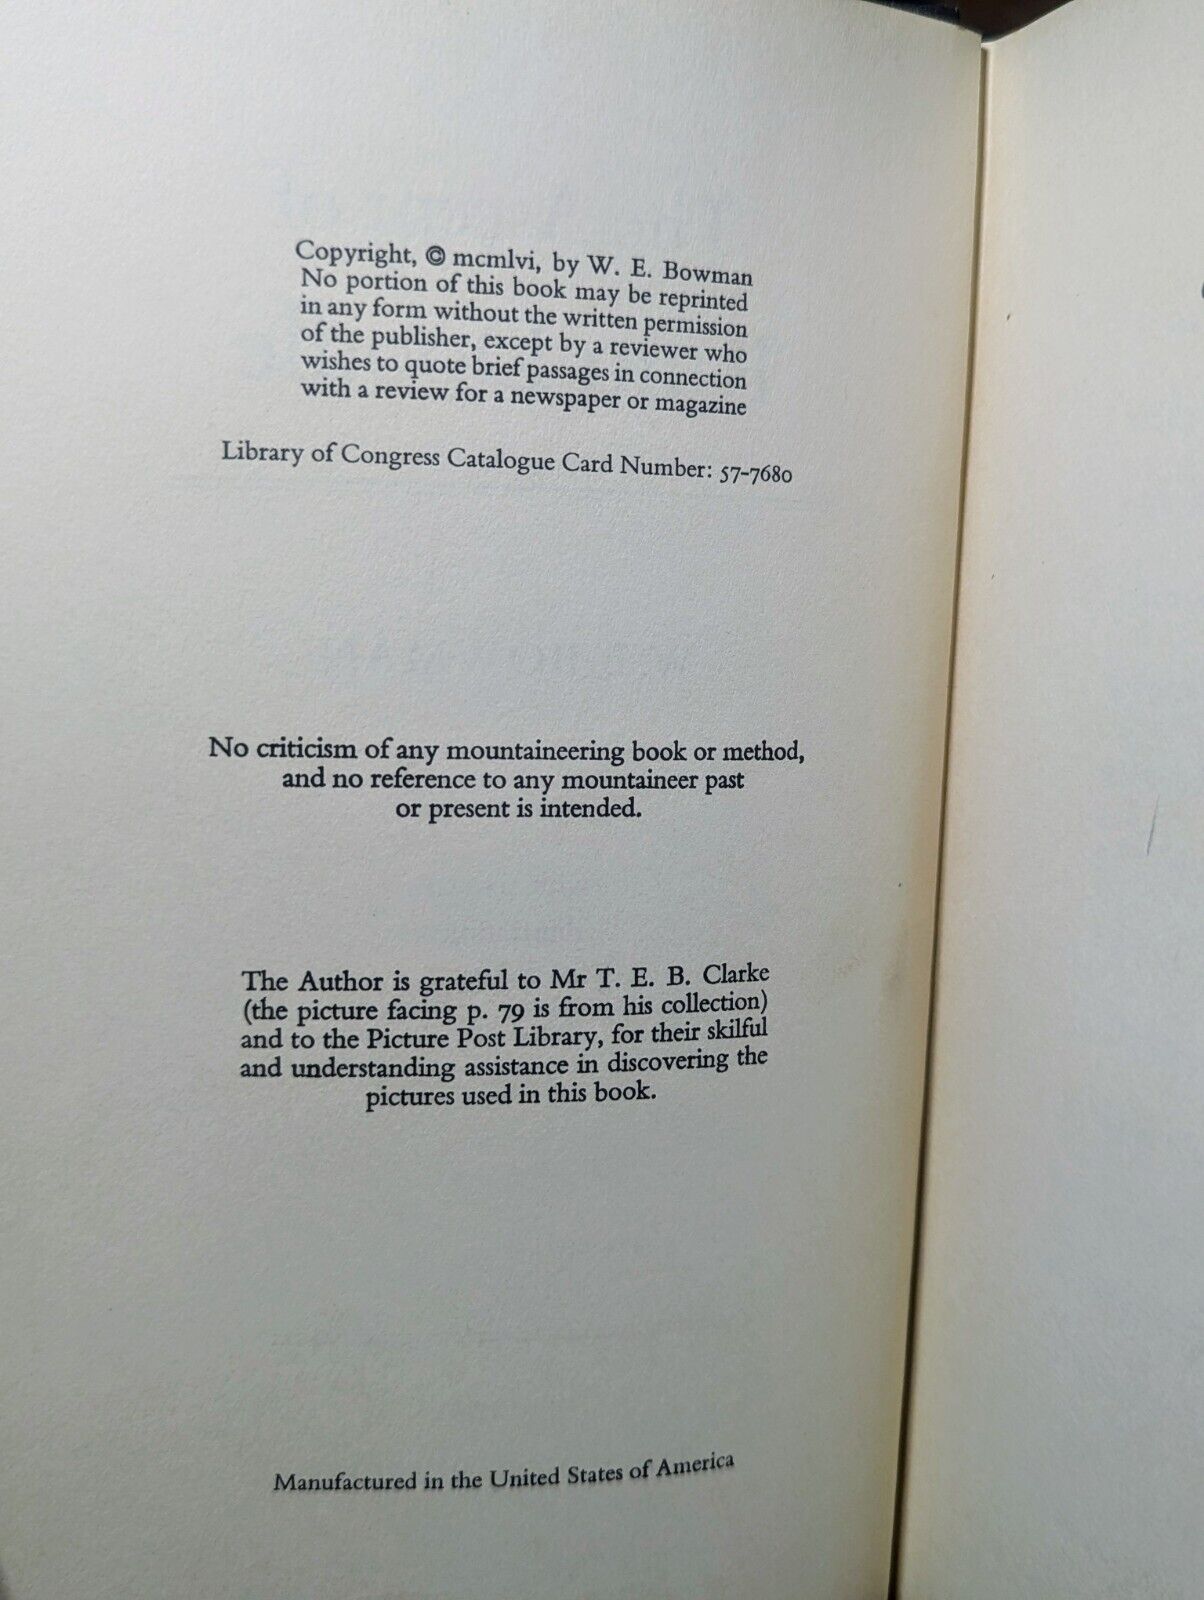 Copyright, © mcmlvi, by W. E. Bowman
No portion of this book may be reprinted
in any form without the written permission
of the publisher, except by a reviewer who
wishes to quote brief passages in connection
with a review for a newspaper or magazine
Library of Congress Catalogue Card Number: 57-7680
No criticism of any mountaineering book or method,
and no reference to any mountaineer past
or present is intended.
The Author is grateful to Mr T. E. B. Clarke
(the picture facing p. 79 is from his collection)
and to the Picture Post Library, for their skilful
and understanding assistance in discovering the
pictures used in this book.
Manufactured in the United States of America